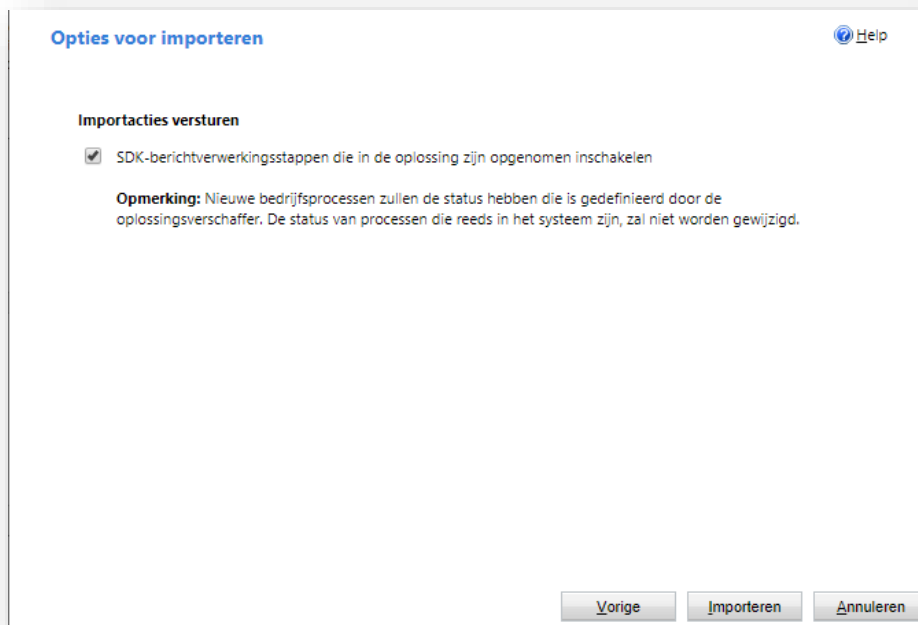 Opties voor importeren
Help
Importacties versturen
SDK-berichtverwerkingsstappen die in de oplossing zijn opgenomen inschakelen
Opmerking: Nieuwe bedrijfsprocessen zullen de status hebben die is gedefinieerd door de
oplossingsverschaffer. De status van processen die reeds in het systeem zijn, zal niet worden gewijzigd.
Vorige
Importeren
Annuleren